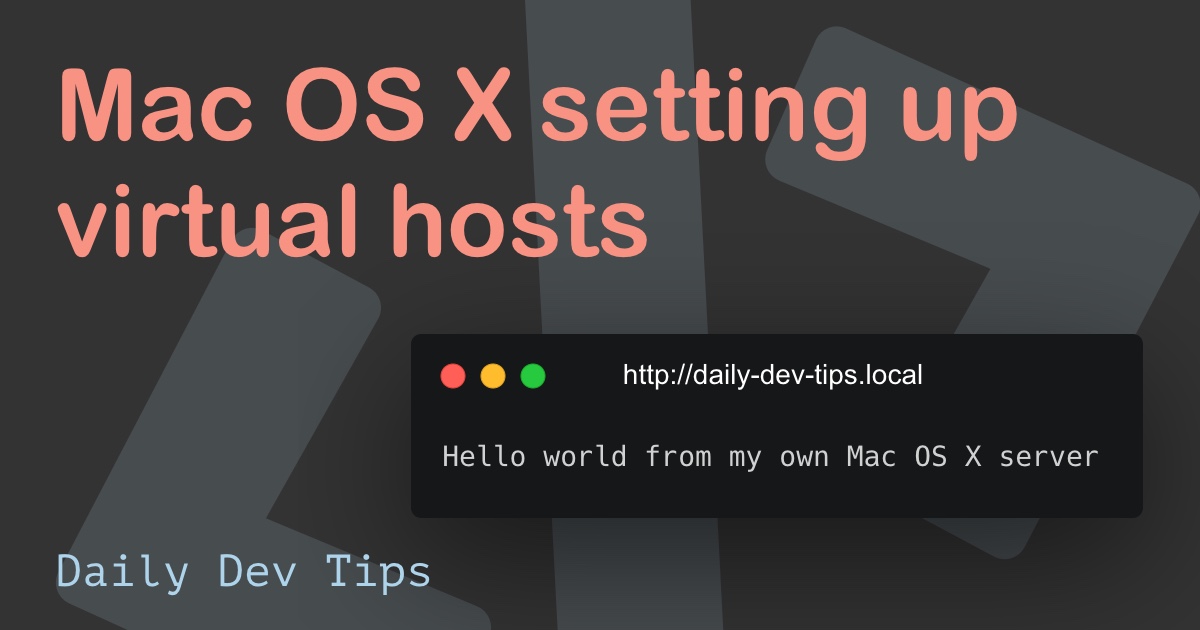 Mac OS X setting up
virtual hosts
http://daily-dev-tips.local
Hello world from my own Mac OS X server
Daily Dev Tips